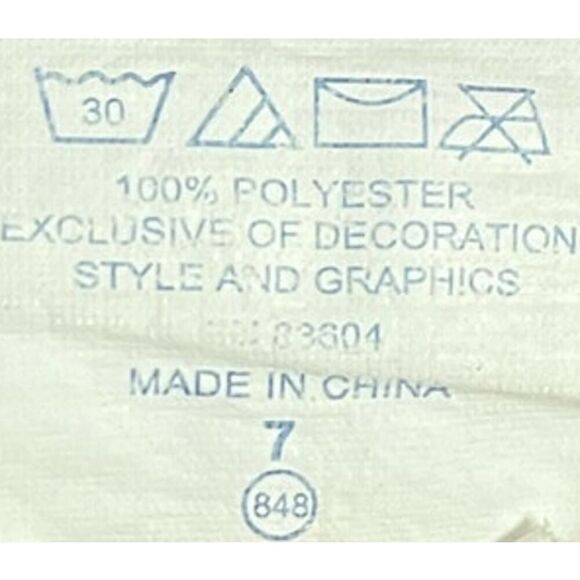 30
100% POLYESTER
EXCLUSIVE OF DECORATION
STYLE AND GRAPHICS
MADE IN CHINA
7
848